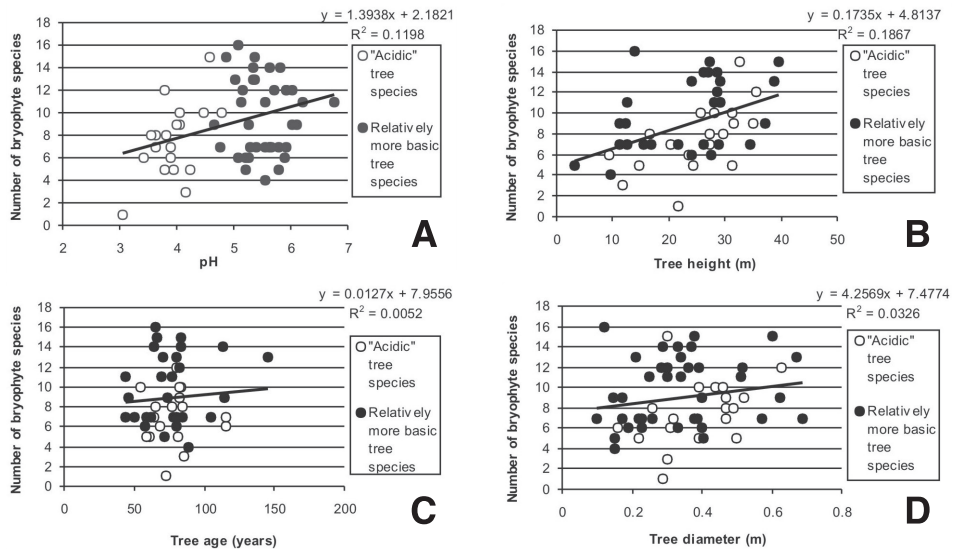 y = 1.3938x + 2.1821
R² = 0.1198
Number of bryophyte species
18
16
14
12
10
8
6
4
2
0
2
3
4
5
6
7
pH
"Acidic"
tree
species
Relatively
more basic
tree
species
A
y = 0.1735x + 4.8137
R² = 0.1867
Number of bryophyte species
18
16
14
12
10
8
6
4
2
0
0
10
20
30
40
50
Tree height (m)
"Acidic"
tree
species
Relatively
more basic
tree
species
B
y = 0.0127x + 7.9556
R² = 0.0052
Number of bryophyte species
18
16
14
12
10
8
6
4
2
0
0
50
100
150
200
Tree age (years)
"Acidic"
tree
species
Relatively
more basic
tree
species
C
y = 4.2569x + 7.4774
R² = 0.0326
Number of bryophyte species
18
16
14
12
10
8
6
4
2
0
0
0.2
0.4
0.6
0.8
Tree diameter (m)
"Acidic"
tree
species
Relatively
more basic
tree
species
D